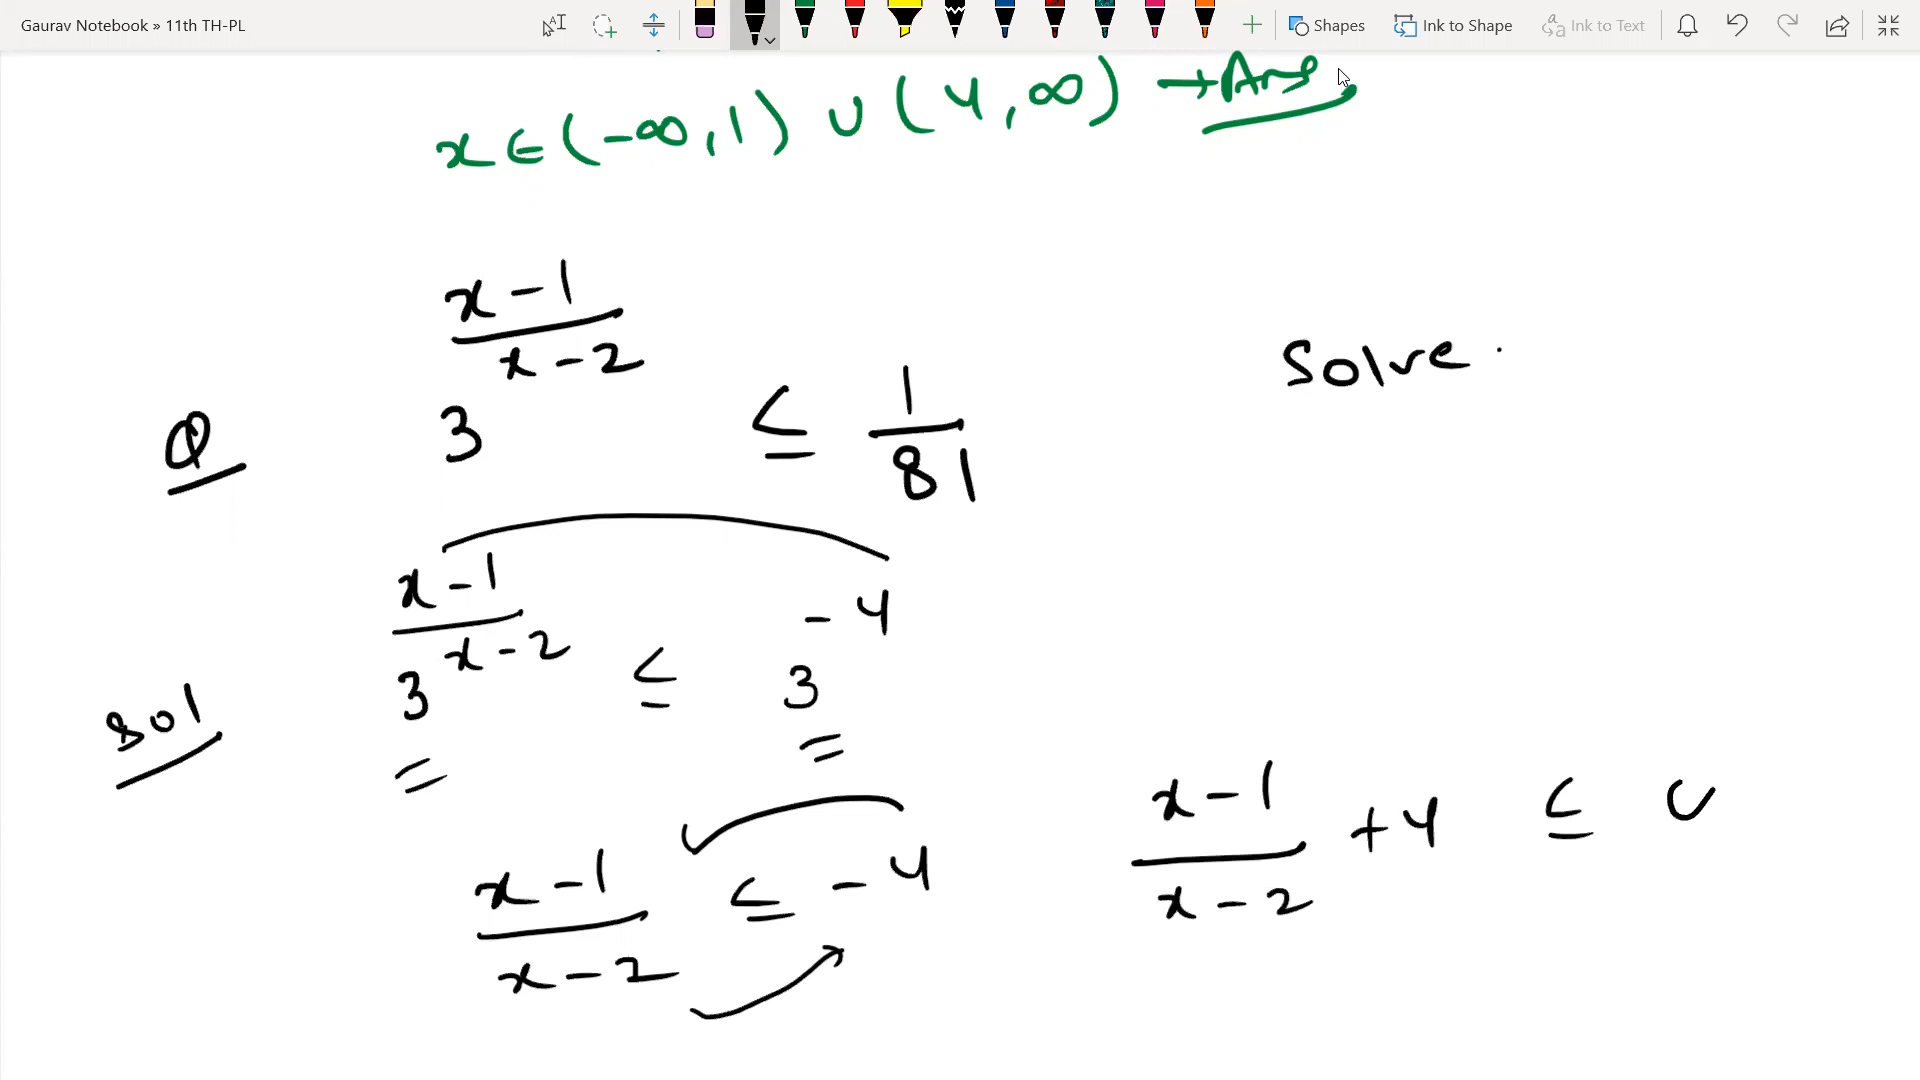 Gaurav Notebook » 11th TH-PL
Shapes
Ink to Shape
Ink to Text
x ∈ (-∞, 1) ∪ (4, ∞) → Ans
Q 3^((x-1)/(x-2)) ≤ 1/81 Solve.
Sol 3^((x-1)/(x-2)) ≤ 3^(-4)
(x-1)/(x-2) ≤ -4
(x-1)/(x-2) + 4 ≤